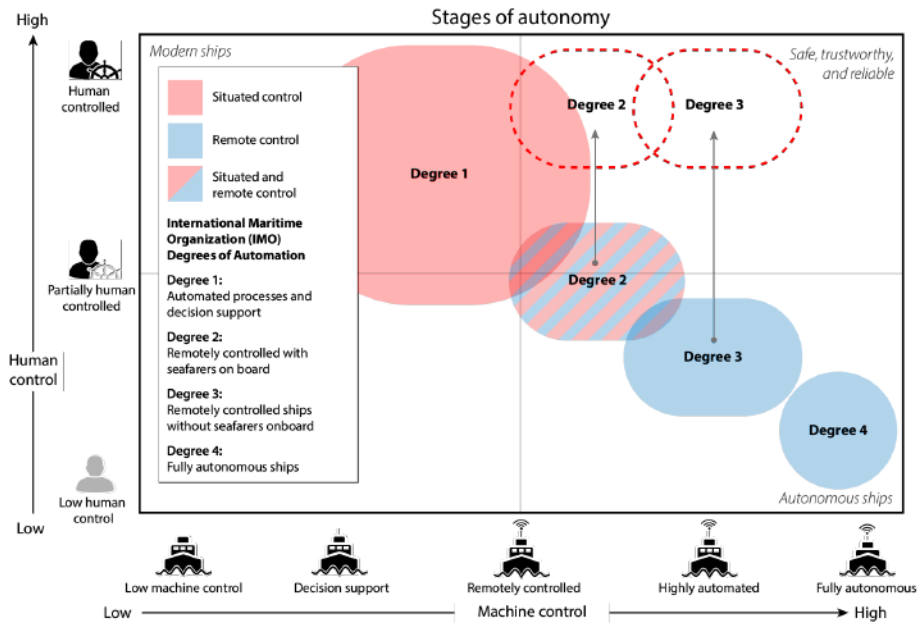 Stages of autonomy
High
Human
controlled
Partially human
controlled
Human
control
Low human
control
Low
Modern ships
Safe, trustworthy,
and reliable
Situated control
Remote control
Situated and
remote control
International Maritime
Organization (IMO)
Degrees of Automation
Degree 1:
Automated processes and
decision support
Degree 2:
Remotely controlled with
seafarers on board
Degree 3:
Remotely controlled ships
without seafarers onboard
Degree 4:
Fully autonomous ships
Degree 1
Degree 2
Degree 3
Degree 2
Degree 3
Degree 4
Autonomous ships
Low machine control
Decision support
Remotely controlled
Highly automated
Fully autonomous
Low
Machine control
High